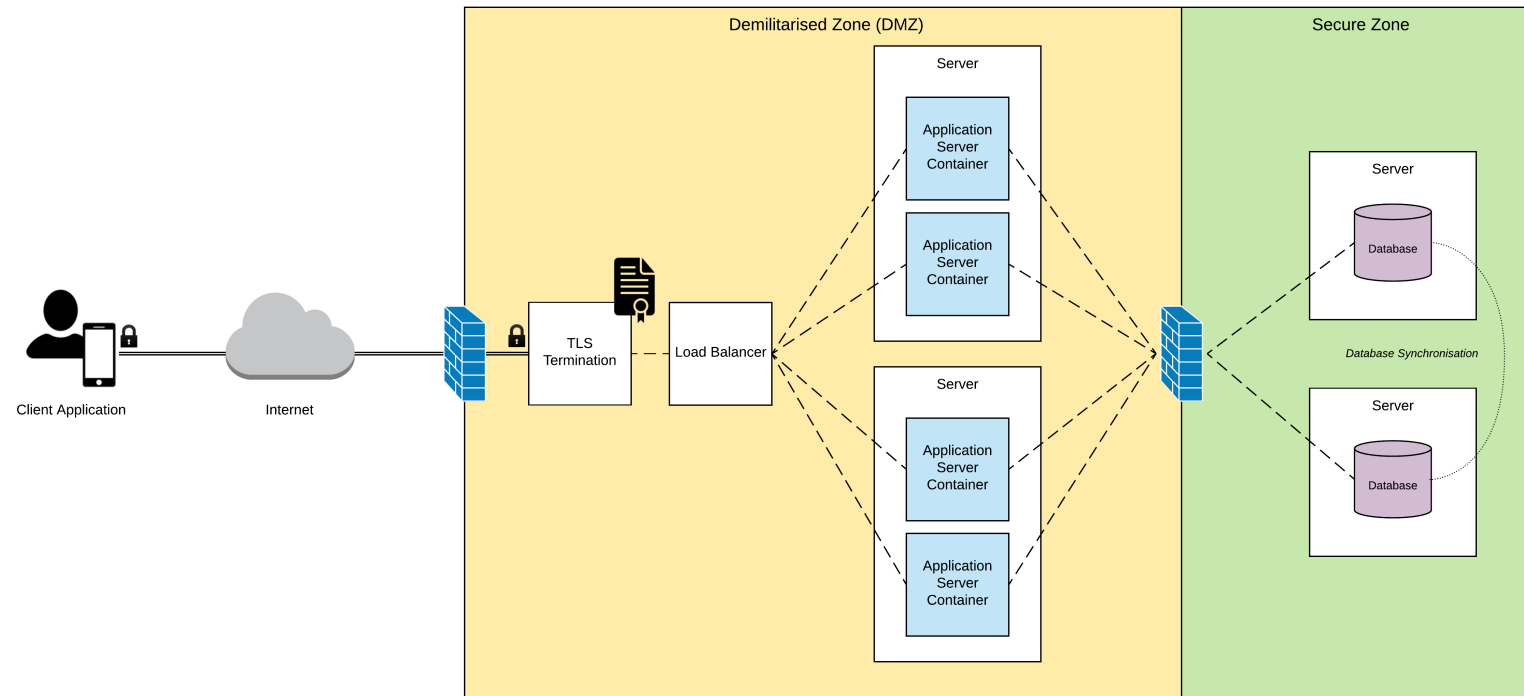 Demilitarised Zone (DMZ)
Secure Zone
Server
Application
Server
Container
Application
Server
Container
Server
Database
TLS
Termination
Load Balancer
Database Synchronisation
Client Application
Internet
Server
Application
Server
Container
Application
Server
Container
Server
Database